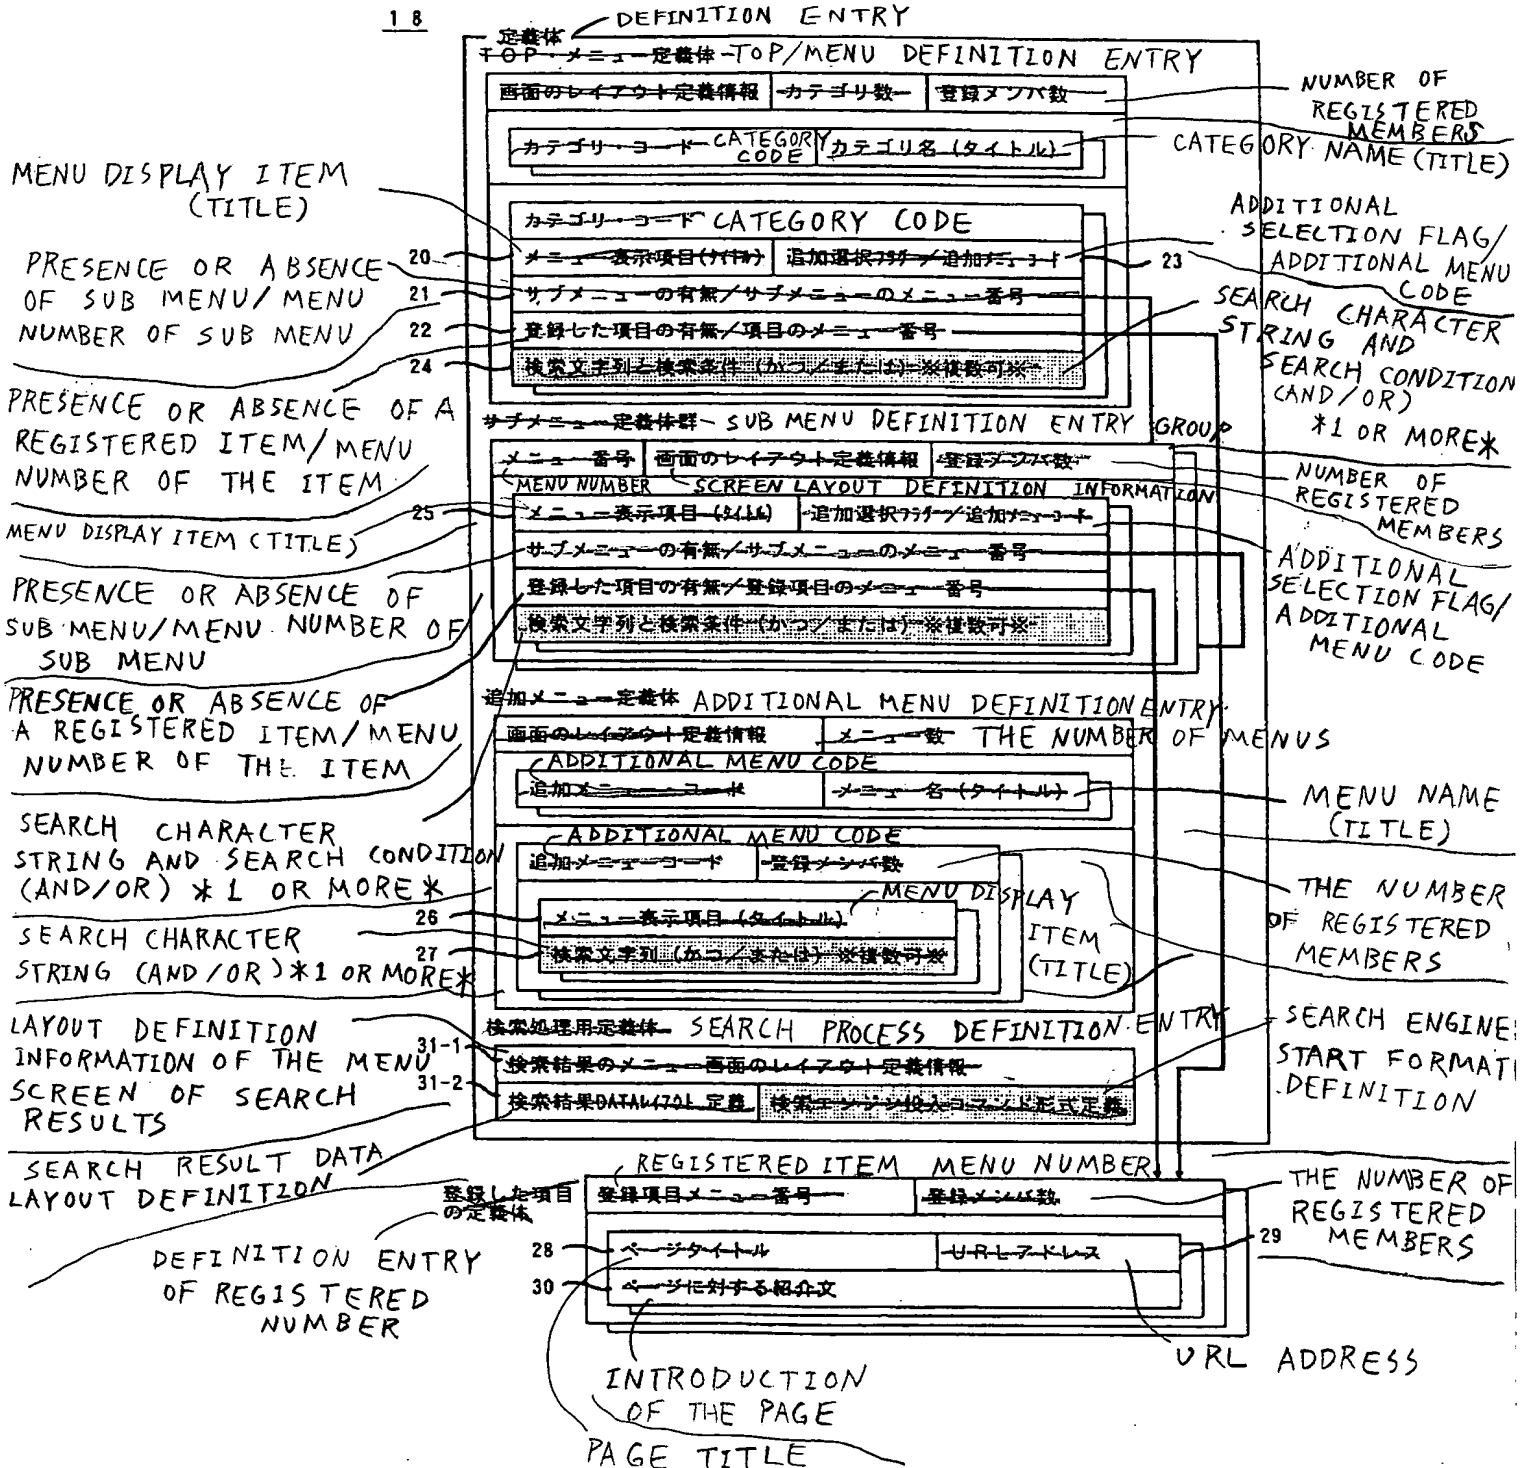 18
DEFINITION ENTRY
定義体
TOP・メニュー定義体 TOP/MENU DEFINITION ENTRY
画面のレイアウト定義情報 カテゴリ数 登録メンバ数
NUMBER OF
REGISTERED
MEMBERS
カテゴリ・コード CATEGORY
CODE カテゴリ名(タイトル)
CATEGORY NAME (TITLE)
MENU DISPLAY ITEM
(TITLE)
カテゴリ・コード CATEGORY CODE
ADDITIONAL
SELECTION FLAG/
ADDITIONAL MENU
CODE
20 メニュー表示項目(タイトル) 追加選択フラグ/追加メニューコード 23
PRESENCE OR ABSENCE
OF SUB MENU/MENU
NUMBER OF SUB MENU
21 サブメニューの有無/サブメニューのメニュー番号
22 登録した項目の有無/項目のメニュー番号
SEARCH CHARACTER
STRING AND
SEARCH CONDITION
(AND/OR)
*1 OR MORE*
24 検索文字列と検索条件(かつ/または)※複数可※
PRESENCE OR ABSENCE OF A
REGISTERED ITEM/MENU
NUMBER OF THE ITEM
サブメニュー定義体群 SUB MENU DEFINITION ENTRY GROUP
メニュー番号 画面のレイアウト定義情報 登録メンバ数
MENU NUMBER SCREEN LAYOUT DEFINITION INFORMATION
NUMBER OF
REGISTERED
MEMBERS
25 メニュー表示項目(タイトル) 追加選択フラグ/追加メニューコード
MENU DISPLAY ITEM (TITLE)
サブメニューの有無/サブメニューのメニュー番号
ADDITIONAL
SELECTION FLAG/
ADDITIONAL
MENU CODE
PRESENCE OR ABSENCE OF
SUB MENU/MENU NUMBER OF
SUB MENU
登録した項目の有無/登録項目のメニュー番号
検索文字列と検索条件(かつ/または)※複数可※
PRESENCE OR ABSENCE OF
A REGISTERED ITEM/MENU
NUMBER OF THE ITEM
追加メニュー定義体 ADDITIONAL MENU DEFINITION ENTRY
画面のレイアウト定義情報 メニュー数 THE NUMBER OF MENUS
ADDITIONAL MENU CODE
追加メニュー・コード メニュー名(タイトル)
MENU NAME
(TITLE)
SEARCH CHARACTER
STRING AND SEARCH CONDITION
(AND/OR) *1 OR MORE*
ADDITIONAL MENU CODE
追加メニューコード 登録メンバ数
THE NUMBER
OF REGISTERED
MEMBERS
MENU DISPLAY
ITEM
(TITLE)
26 メニュー表示項目(タイトル)
27 検索文字列(かつ/または)※複数可※
SEARCH CHARACTER
STRING (AND/OR) *1 OR MORE*
検索処理用定義体 SEARCH PROCESS DEFINITION ENTRY
LAYOUT DEFINITION
INFORMATION OF THE MENU
SCREEN OF SEARCH
RESULTS
31-1 検索結果のメニュー画面のレイアウト定義情報
31-2 検索結果DATAレイアウト定義 検索エンジン投入コマンド形式定義
SEARCH ENGINE
START FORMAT
DEFINITION
SEARCH RESULT DATA
LAYOUT DEFINITION
REGISTERED ITEM MENU NUMBER
登録した項目
の定義体
登録項目メニュー番号 登録メンバ数
THE NUMBER OF
REGISTERED
MEMBERS
DEFINITION ENTRY
OF REGISTERED
NUMBER
28 ページタイトル URLアドレス 29
30 ページに対する紹介文
URL ADDRESS
INTRODUCTION
OF THE PAGE
PAGE TITLE